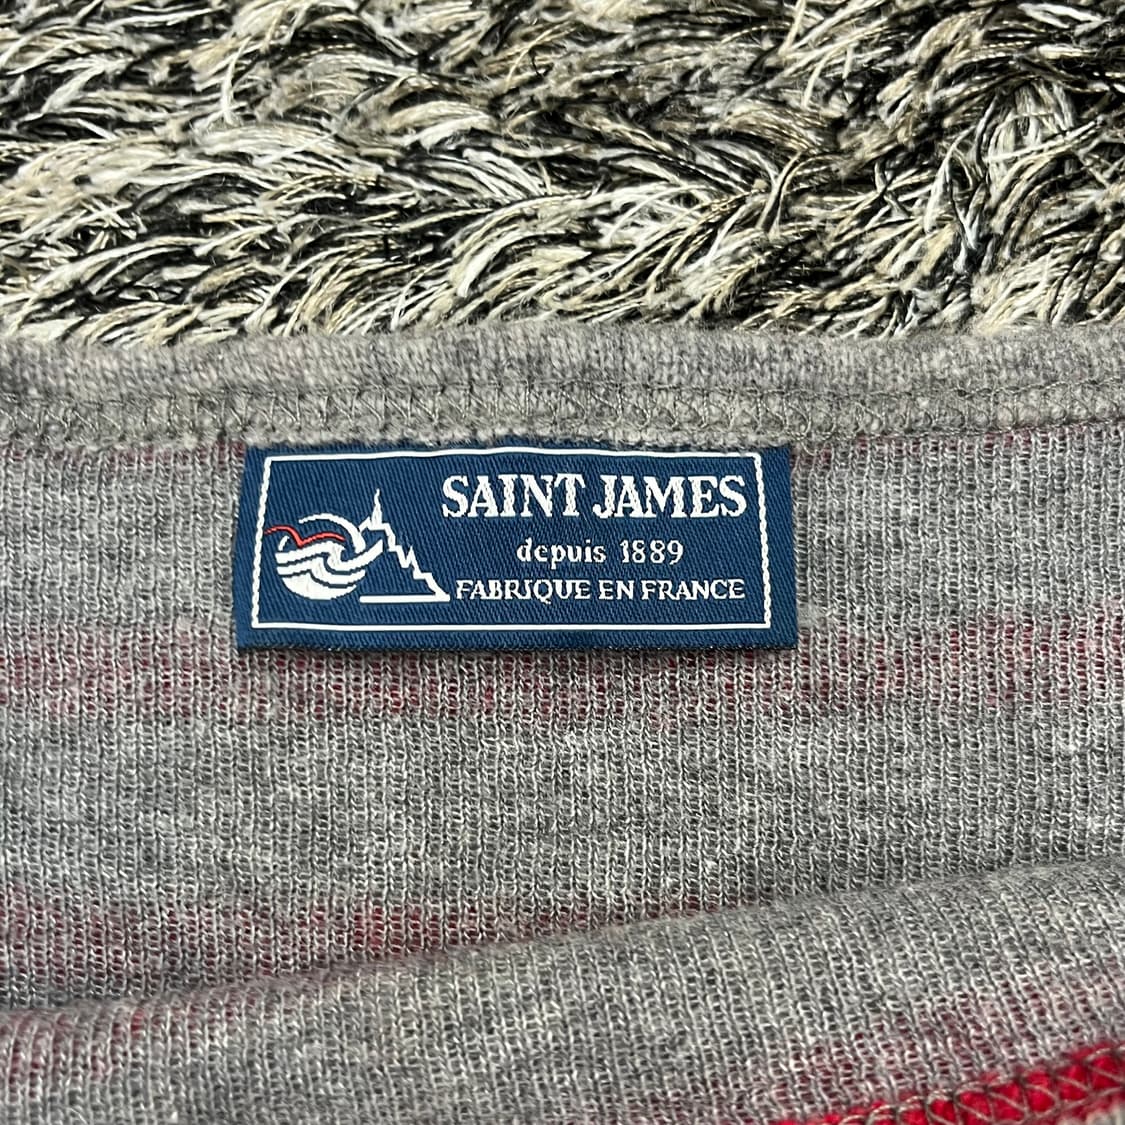 SAINT JAMES
depuis 1889
FABRIQUE EN FRANCE